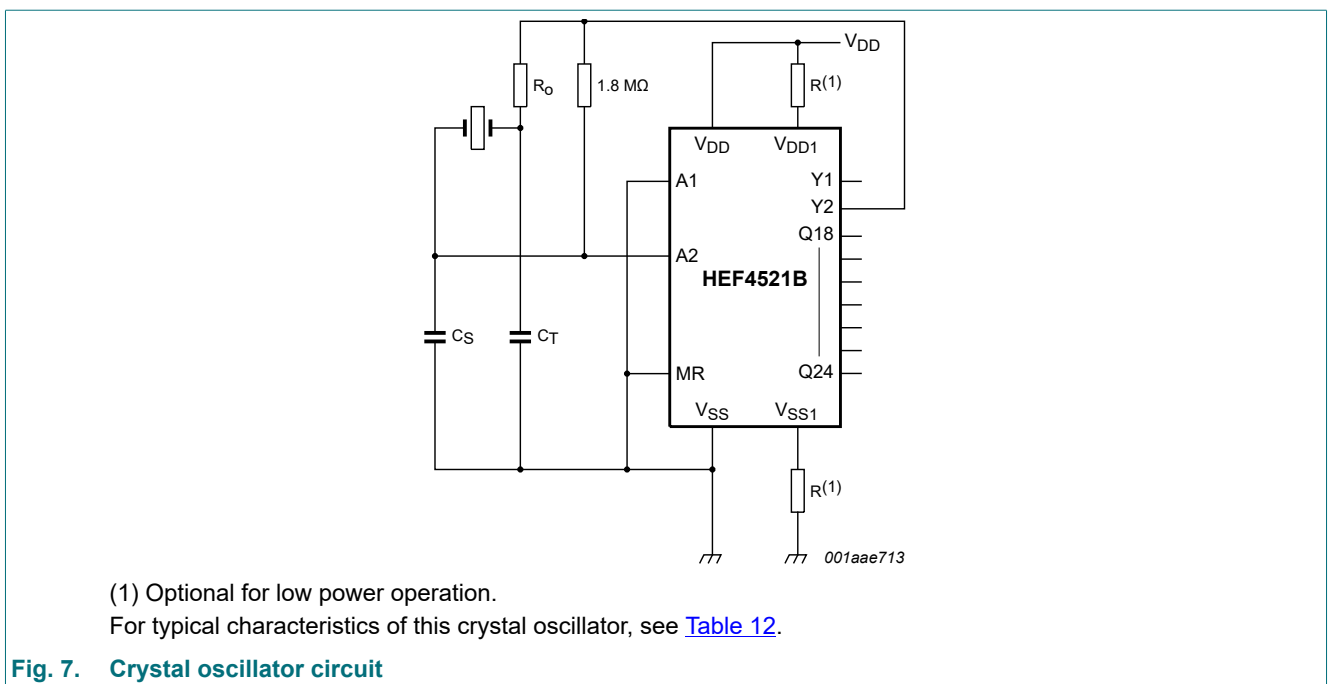 V_DD
R_O
1.8 MΩ
R(1)
V_DD V_DD1
A1 Y1
Y2
Q18
A2
HEF4521B
C_S C_T
MR Q24
V_SS V_SS1
R(1)
001aae713
(1) Optional for low power operation.
For typical characteristics of this crystal oscillator, see Table 12.
Fig. 7. Crystal oscillator circuit